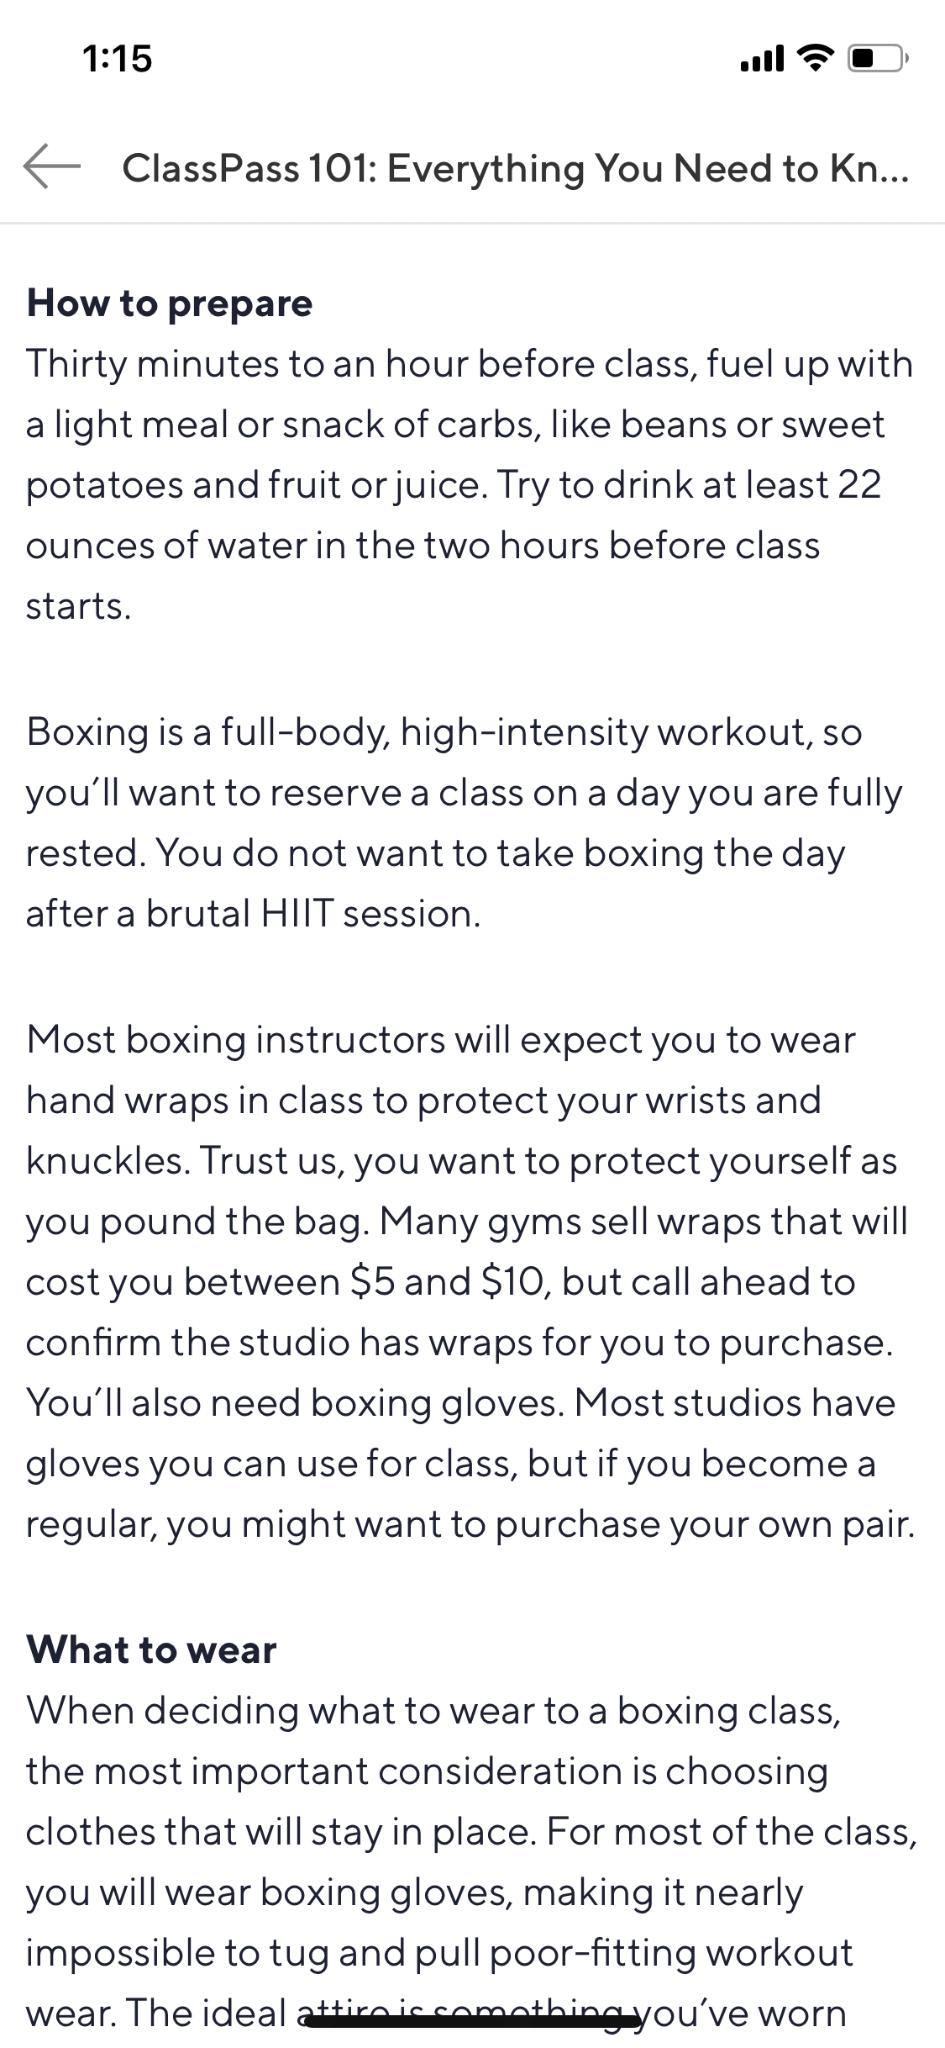 1:15
ClassPass 101: Everything You Need to Kn...
How to prepare
Thirty minutes to an hour before class, fuel up with
a light meal or snack of carbs, like beans or sweet
potatoes and fruit or juice. Try to drink at least 22
ounces of water in the two hours before class
starts.
Boxing is a full-body, high-intensity workout, so
you’ll want to reserve a class on a day you are fully
rested. You do not want to take boxing the day
after a brutal HIIT session.
Most boxing instructors will expect you to wear
hand wraps in class to protect your wrists and
knuckles. Trust us, you want to protect yourself as
you pound the bag. Many gyms sell wraps that will
cost you between $5 and $10, but call ahead to
confirm the studio has wraps for you to purchase.
You’ll also need boxing gloves. Most studios have
gloves you can use for class, but if you become a
regular, you might want to purchase your own pair.
What to wear
When deciding what to wear to a boxing class,
the most important consideration is choosing
clothes that will stay in place. For most of the class,
you will wear boxing gloves, making it nearly
impossible to tug and pull poor-fitting workout
wear. The ideal attire is something you’ve worn